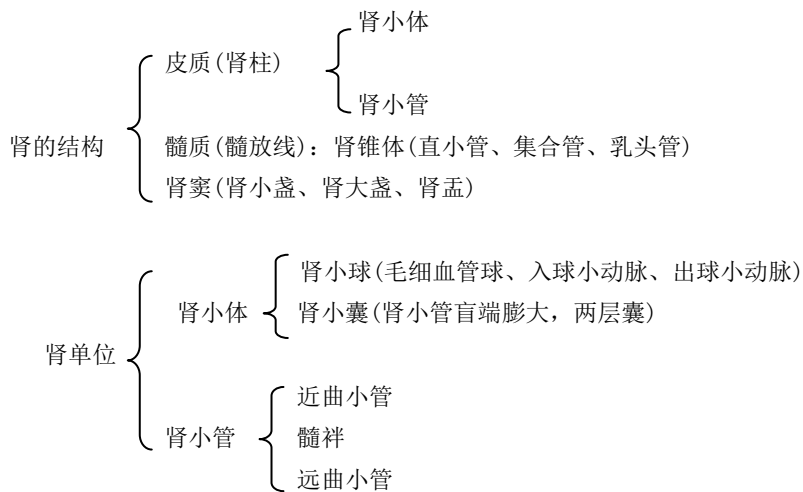 肾小体
皮质(肾柱)
肾小管
肾的结构
髓质(髓放线)：肾锥体(直小管、集合管、乳头管)
肾窦(肾小盏、肾大盏、肾盂)
肾小球(毛细血管球、入球小动脉、出球小动脉)
肾小体
肾小囊(肾小管盲端膨大，两层囊)
肾单位
近曲小管
肾小管
髓袢
远曲小管